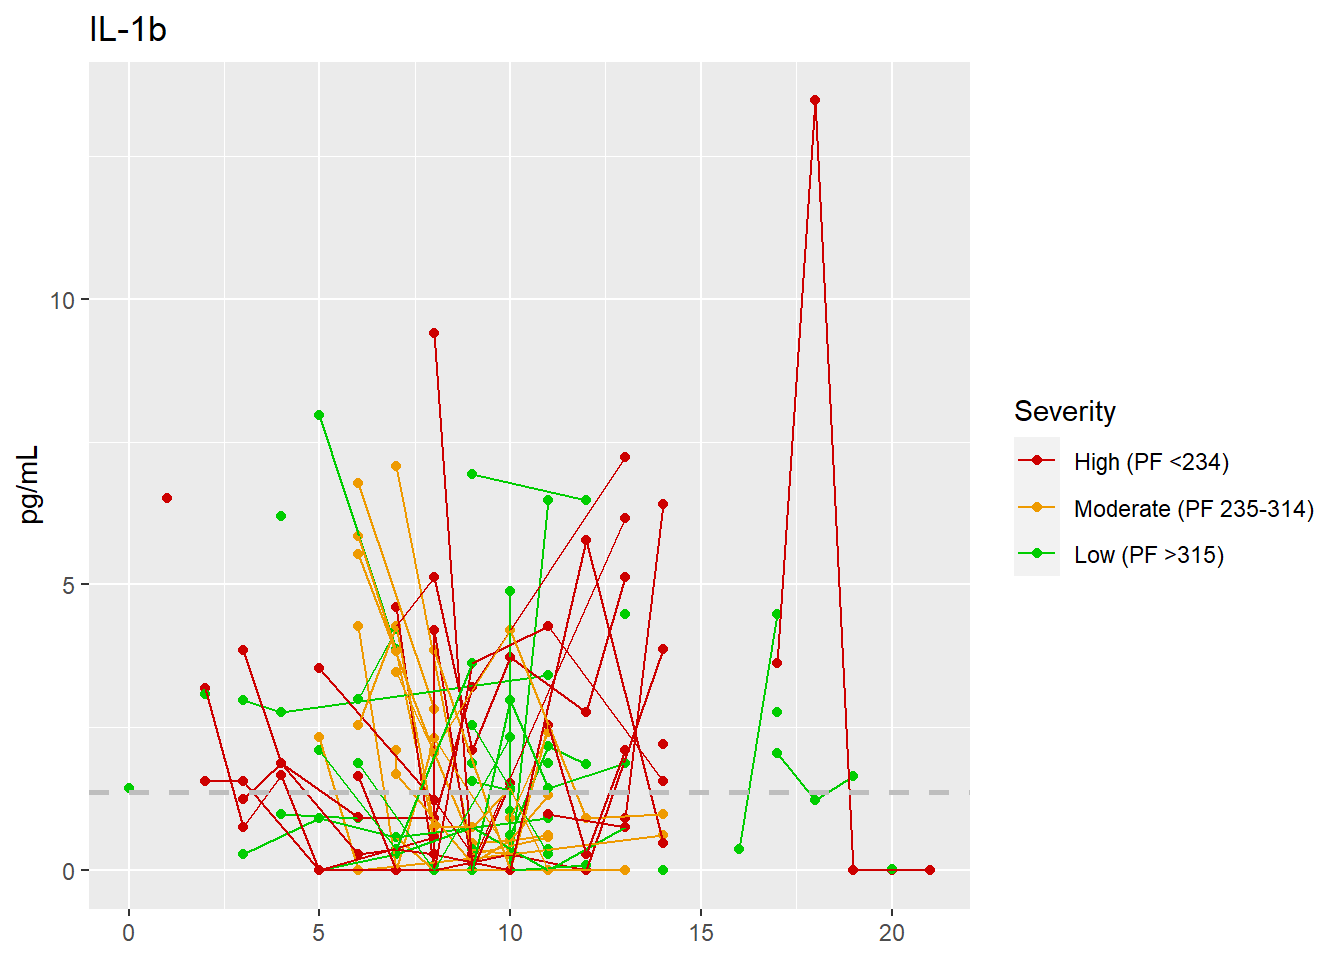 IL-1b
10
5
0
pg/mL
0 5 10 15 20
Severity
High (PF <234)
Moderate (PF 235-314)
Low (PF >315)